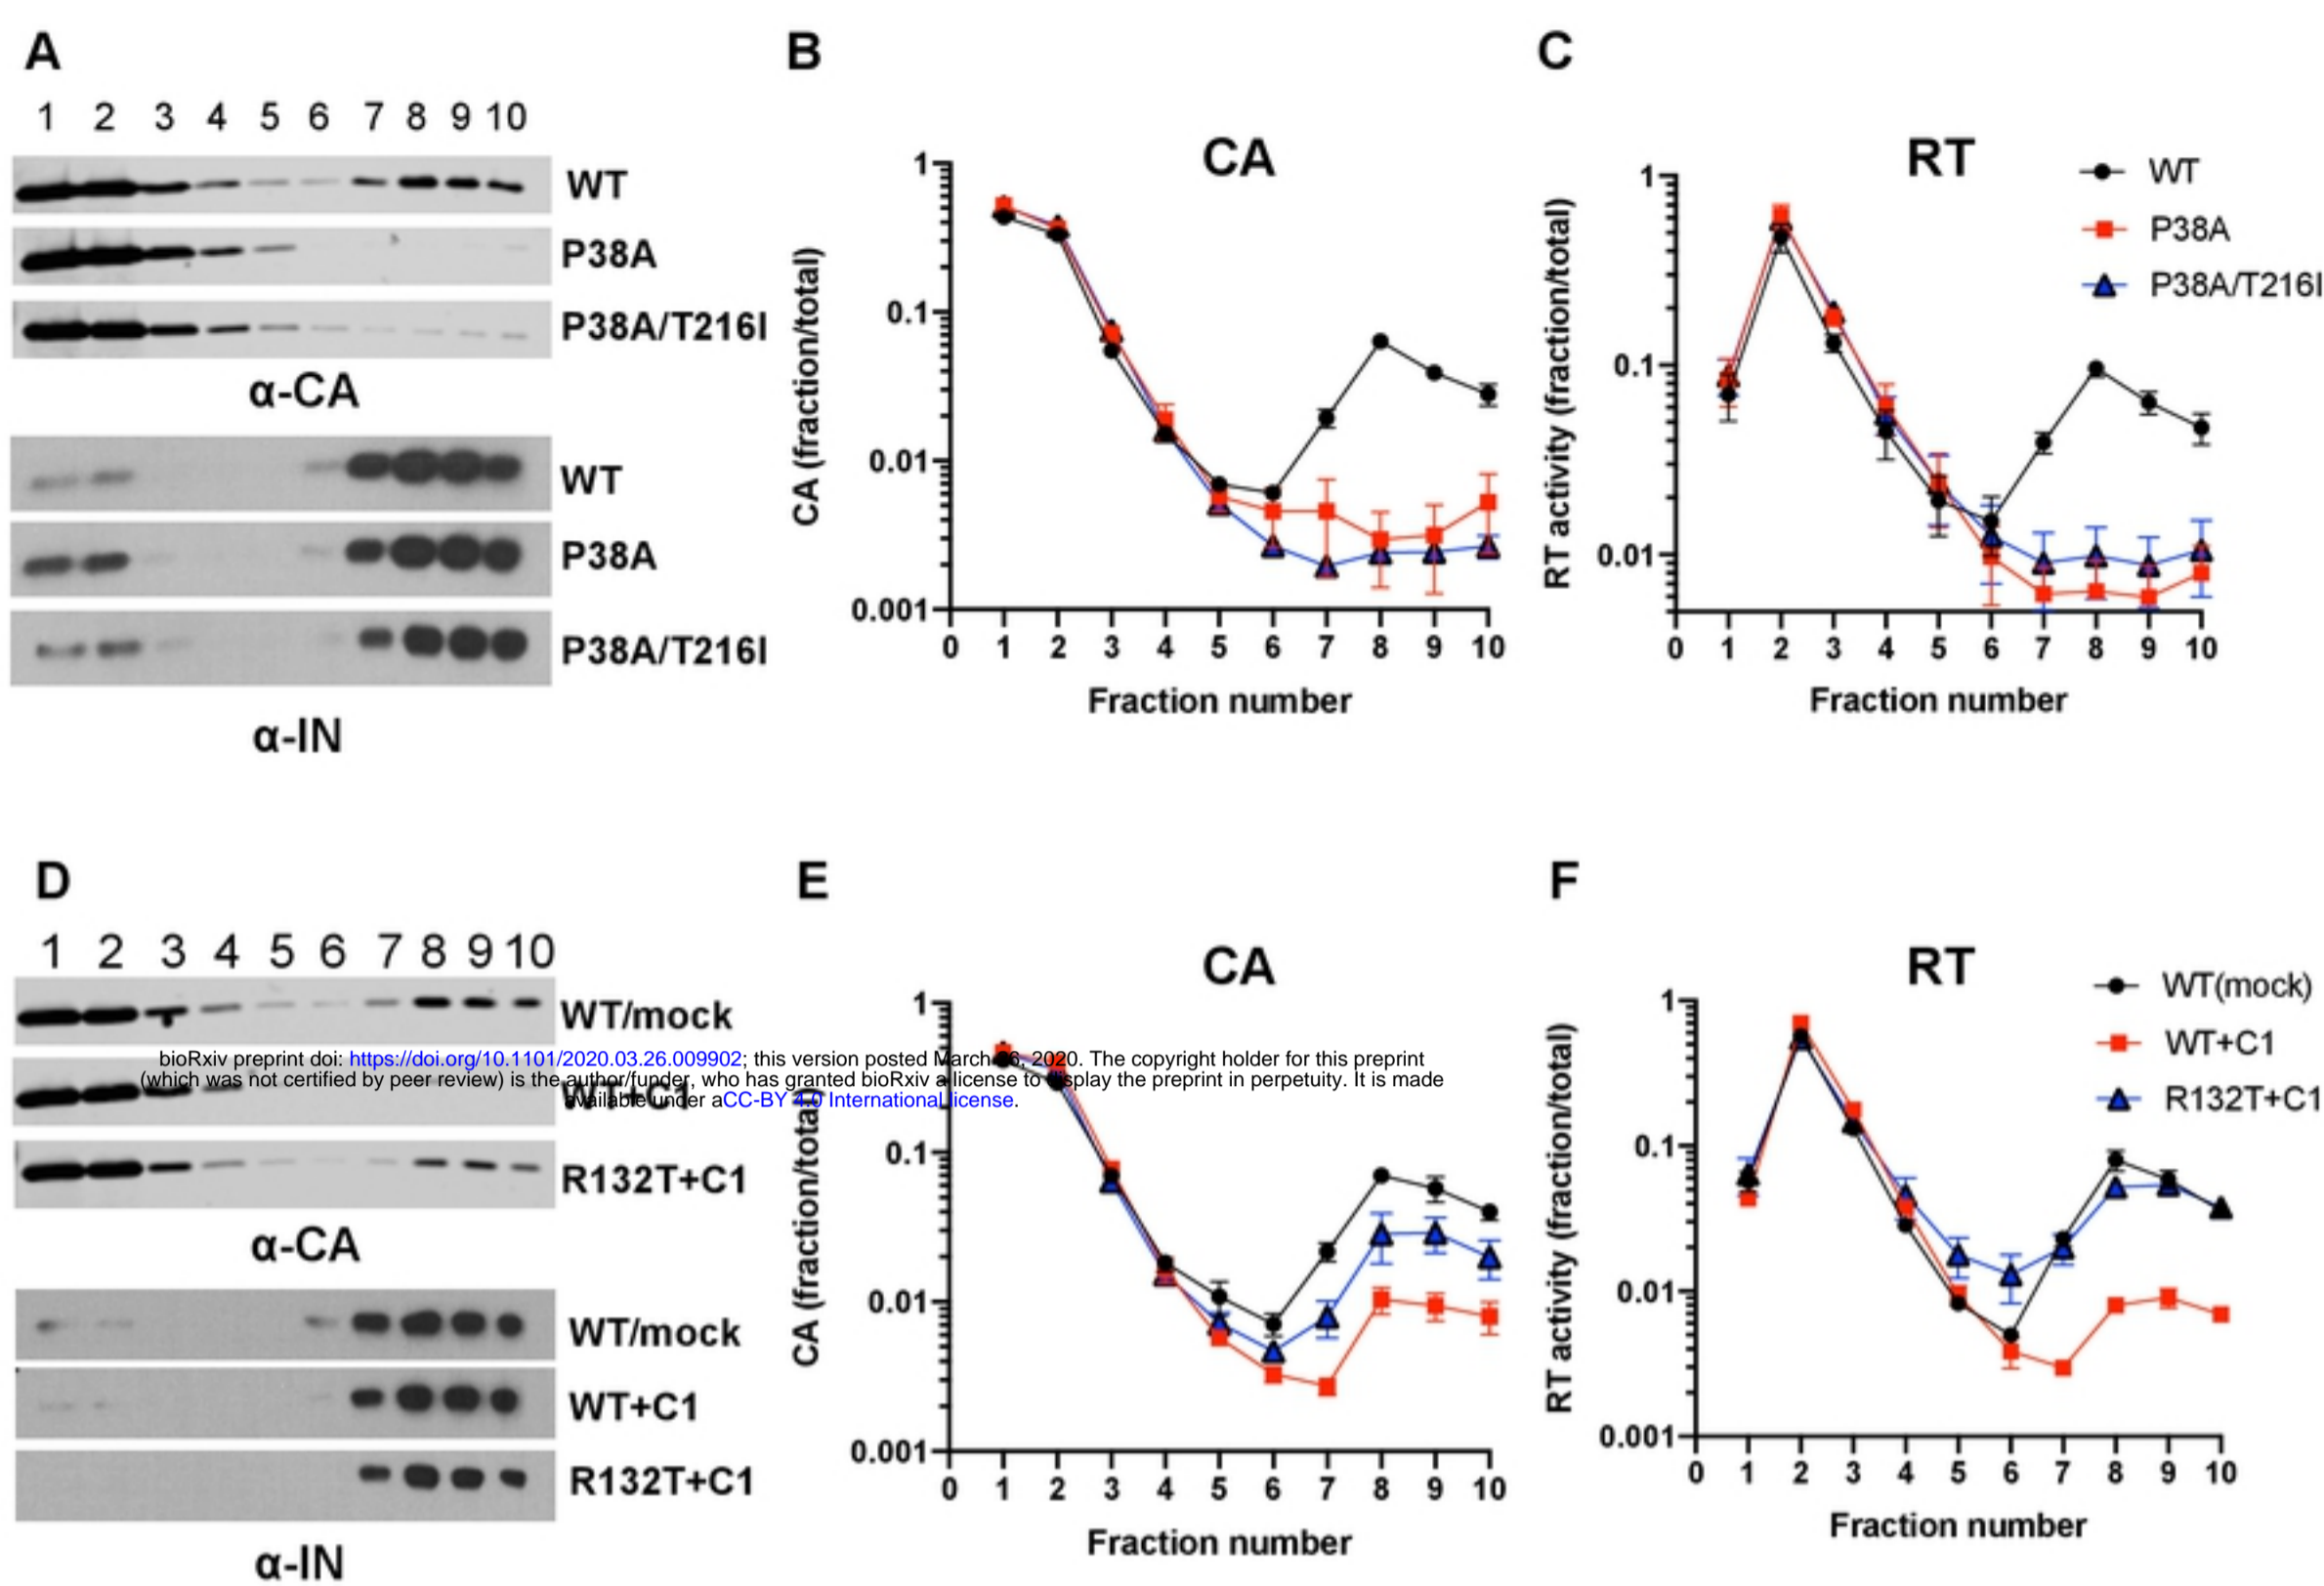 A
1 2 3 4 5 6 7 8 9 10
WT
P38A
P38A/T216I
α-CA
WT
P38A
P38A/T216I
α-IN
B
CA
CA (fraction/total)
1
0.1
0.01
0.001
0 1 2 3 4 5 6 7 8 9 10
Fraction number
C
RT
RT activity (fraction/total)
1
0.1
0.01
0 1 2 3 4 5 6 7 8 9 10
Fraction number
WT
P38A
P38A/T216I
D
1 2 3 4 5 6 7 8 9 10
WT/mock
WT+C1
R132T+C1
α-CA
WT/mock
WT+C1
R132T+C1
α-IN
bioRxiv preprint doi: https://doi.org/10.1101/2020.03.26.009902; this version posted March 26, 2020. The copyright holder for this preprint
(which was not certified by peer review) is the author/funder, who has granted bioRxiv a license to display the preprint in perpetuity. It is made
available under aCC-BY 4.0 International license.
E
CA
CA (fraction/total)
1
0.1
0.01
0.001
0 1 2 3 4 5 6 7 8 9 10
Fraction number
F
RT
RT activity (fraction/total)
1
0.1
0.01
0.001
0 1 2 3 4 5 6 7 8 9 10
Fraction number
WT(mock)
WT+C1
R132T+C1